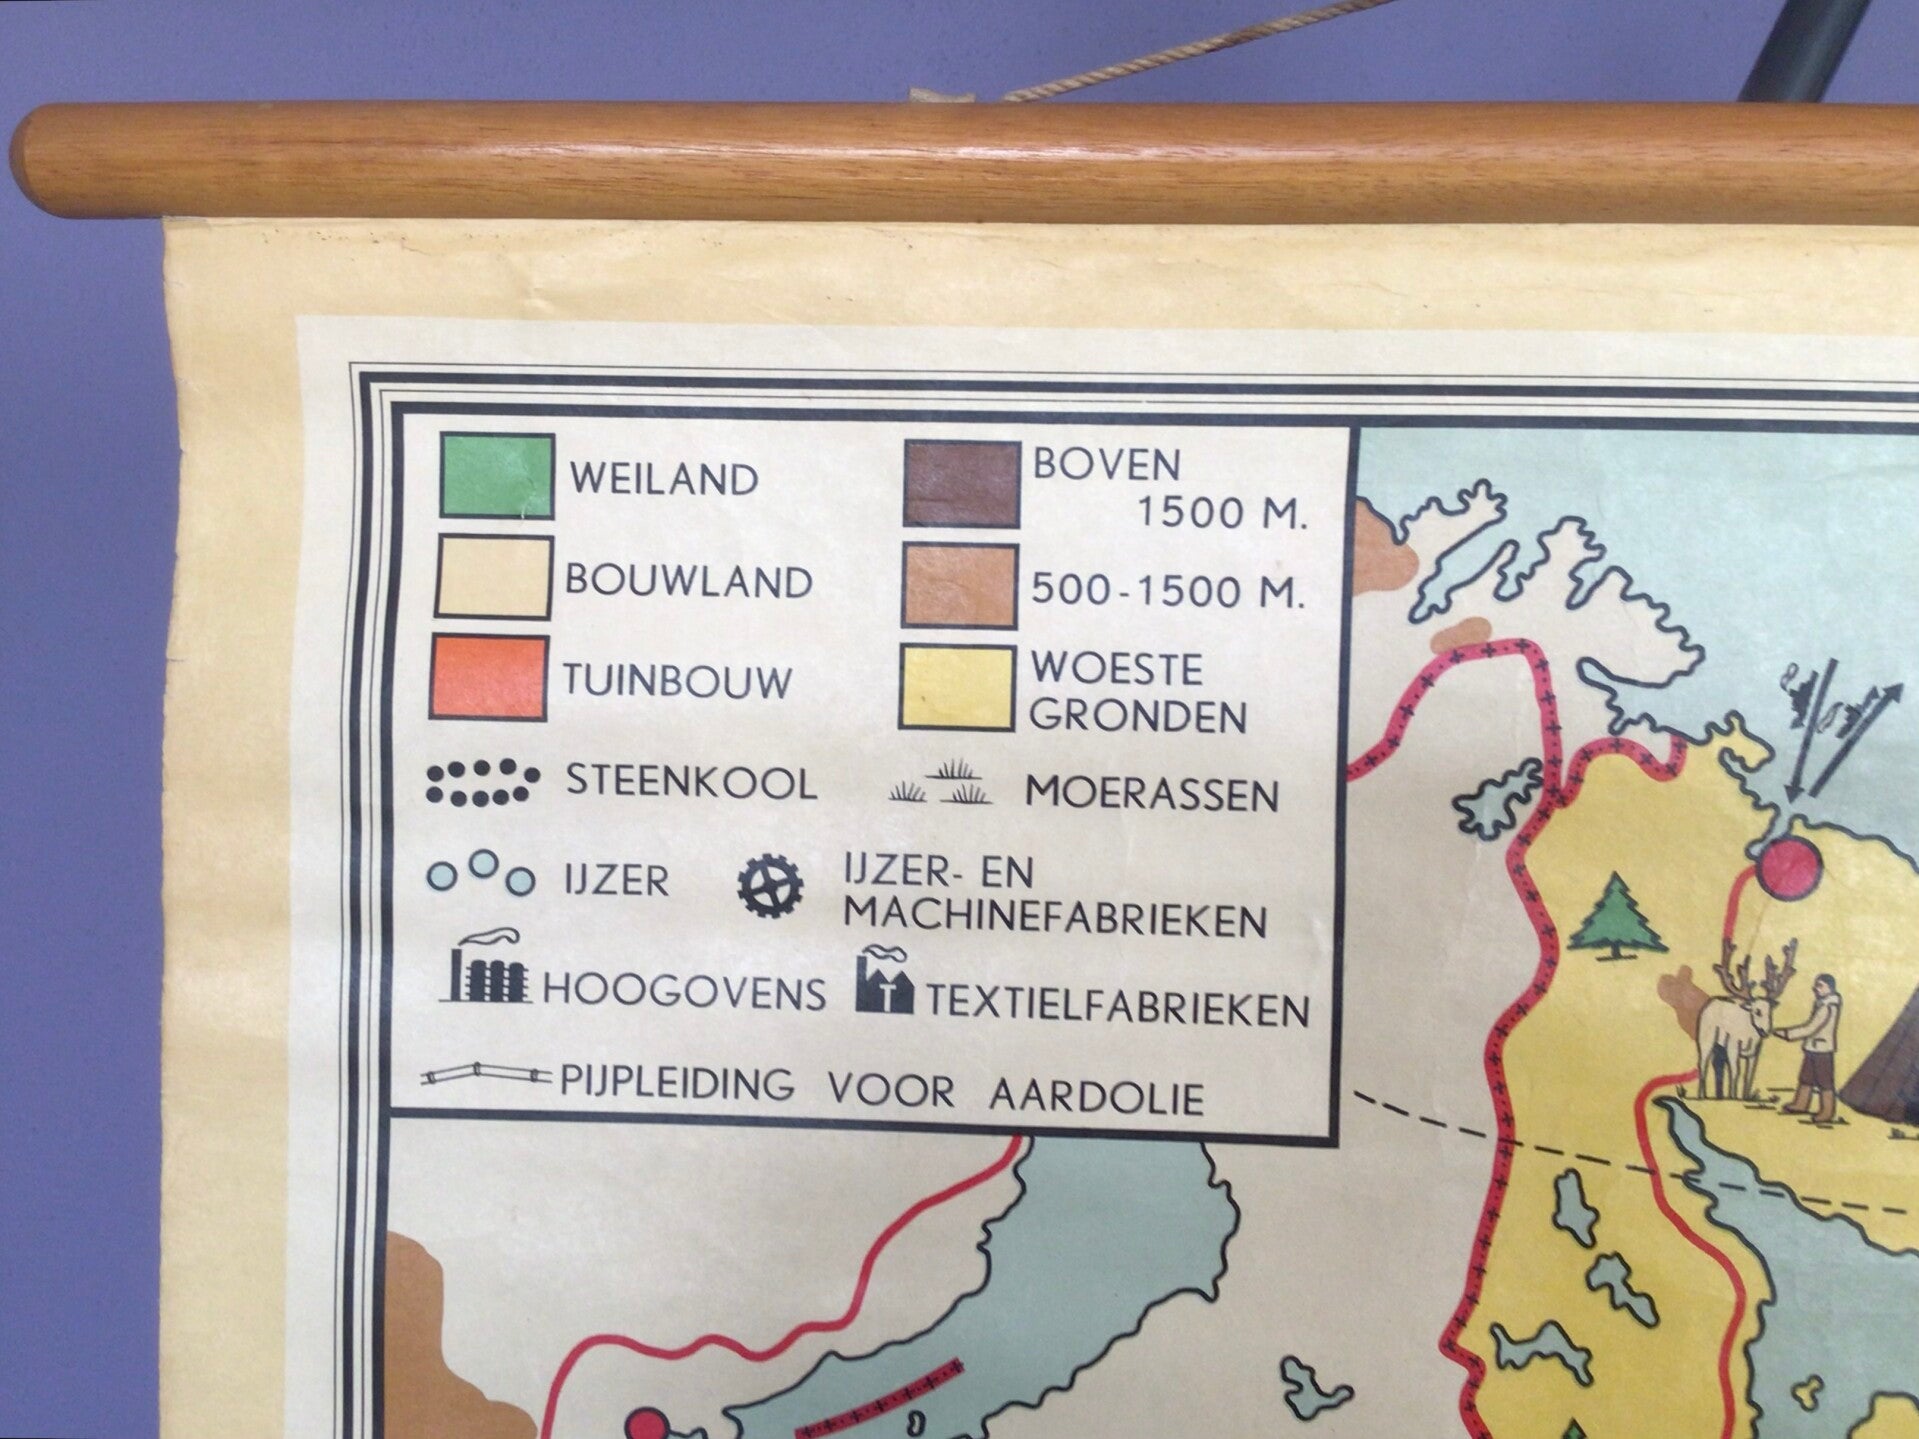 WEILAND
BOUWLAND
TUINBOUW
STEENKOOL
IJZER
HOOGOVENS
BOVEN
1500 M.
500-1500 M.
WOESTE
GRONDEN
MOERASSEN
IJZER- EN
MACHINEFABRIEKEN
TEXTIELFABRIEKEN
PIJPLEIDING VOOR AARDOLIE